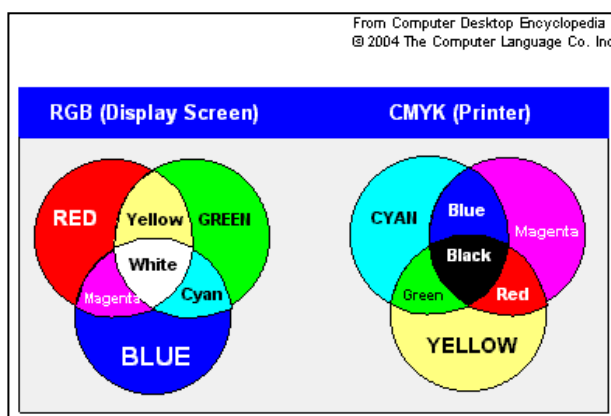 From Computer Desktop Encyclopedia
© 2004 The Computer Language Co. Inc
RGB (Display Screen)
RED
Yellow
GREEN
White
Magenta
Cyan
BLUE
CMYK (Printer)
CYAN
Blue
Magenta
Black
Green
Red
YELLOW